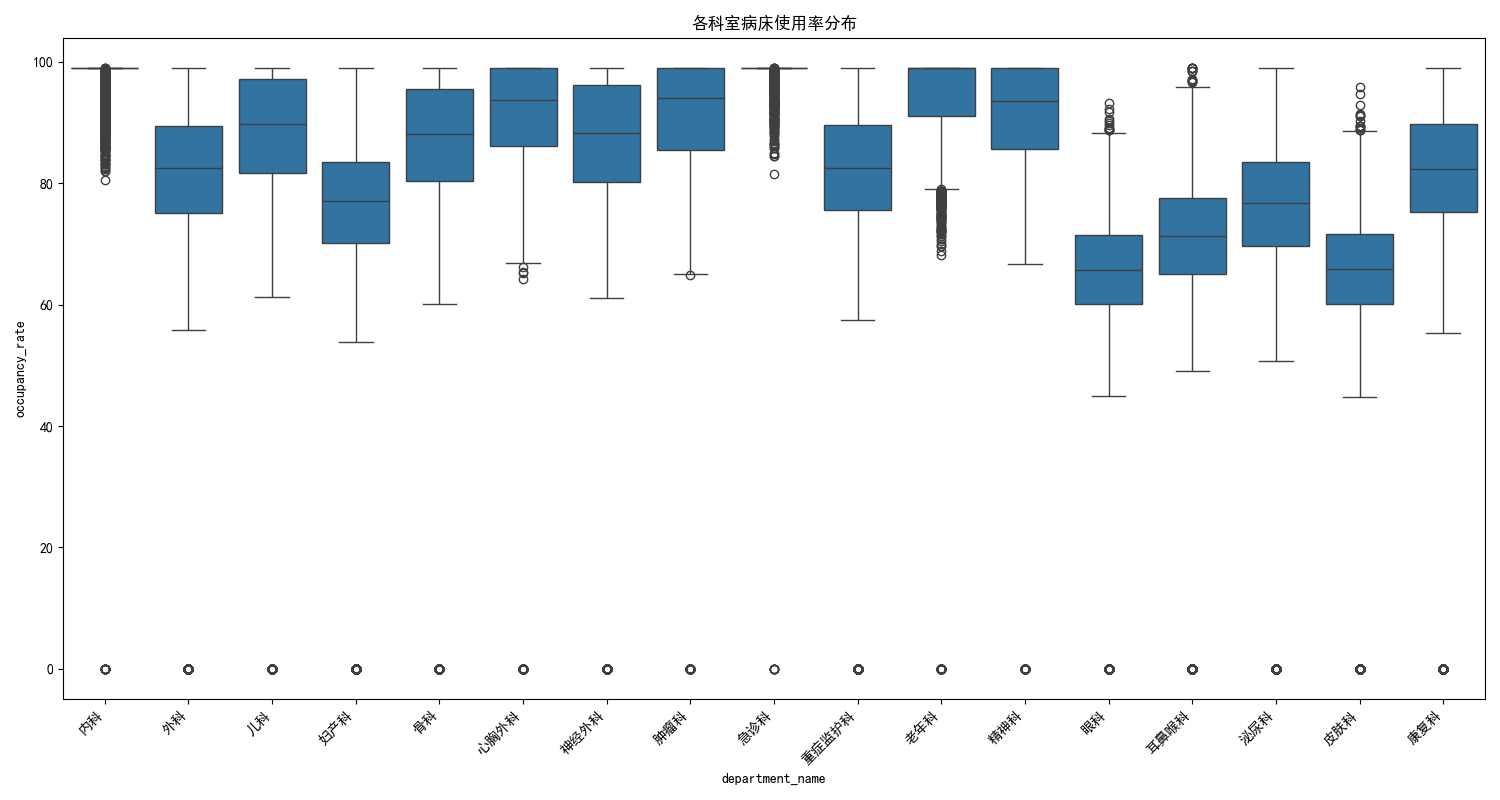 各科室病床使用率分布
occupancy_rate
100
80
60
40
20
0
内科
外科
儿科
妇产科
骨科
心胸外科
神经外科
肿瘤科
急诊科
重症监护科
老年科
精神科
眼科
耳鼻喉科
泌尿科
皮肤科
康复科
department_name